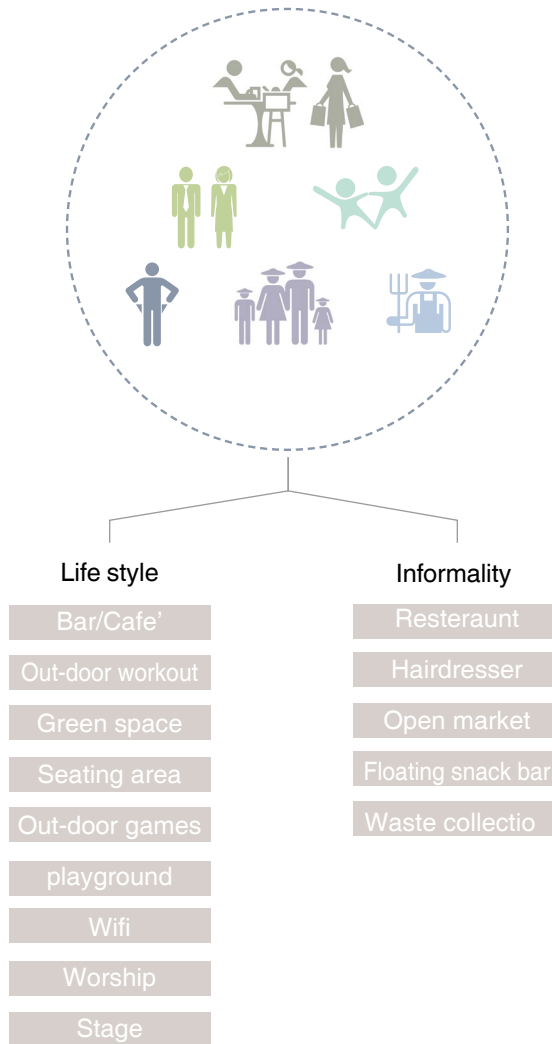 Life style
Bar/Cafe’
Out-door workout
Green space
Seating area
Out-door games
playground
Wifi
Worship
Stage
Informality
Resteraunt
Hairdresser
Open market
Floating snack bar
Waste collectio